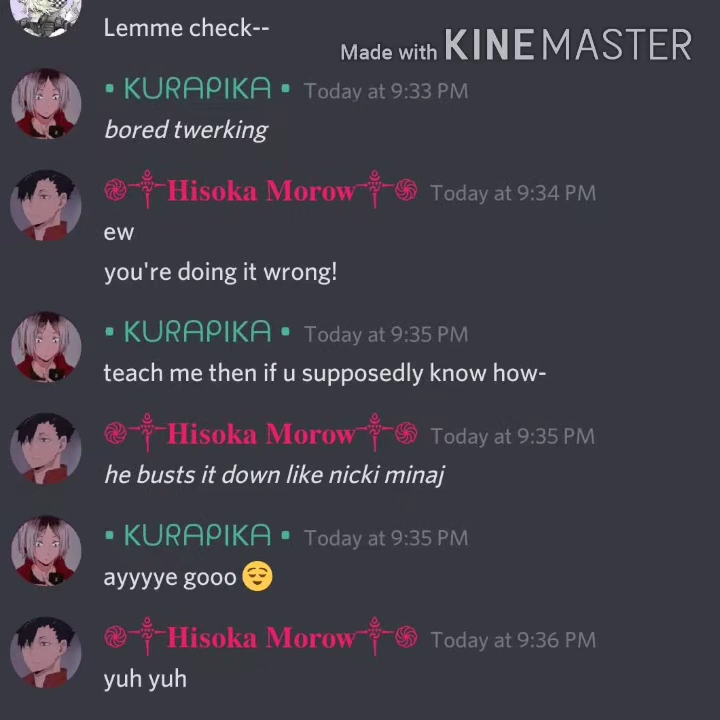 Lemme check--
Made with KINEMASTER
• KURAPIKA • Today at 9:33 PM
bored twerking
֍⸸Hisoka Morow⸸֍ Today at 9:34 PM
ew
you're doing it wrong!
• KURAPIKA • Today at 9:35 PM
teach me then if u supposedly know how-
֍⸸Hisoka Morow⸸֍ Today at 9:35 PM
he busts it down like nicki minaj
• KURAPIKA • Today at 9:35 PM
ayyyye gooo 😌
֍⸸Hisoka Morow⸸֍ Today at 9:36 PM
yuh yuh